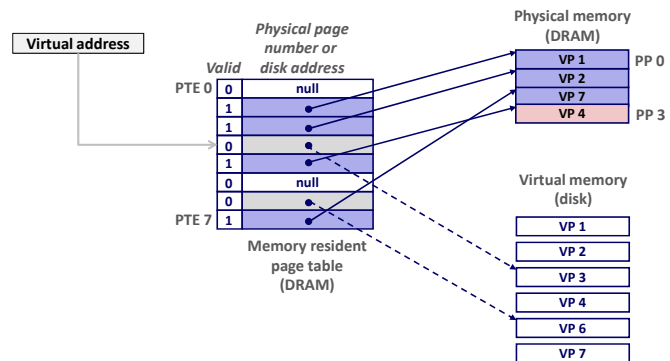 Virtual address
Physical page
number or
disk address
Valid
PTE 0
0
null
1
1
0
1
0
null
0
PTE 7
1
Memory resident
page table
(DRAM)
Physical memory
(DRAM)
VP 1
PP 0
VP 2
VP 7
VP 4
PP 3
Virtual memory
(disk)
VP 1
VP 2
VP 3
VP 4
VP 6
VP 7